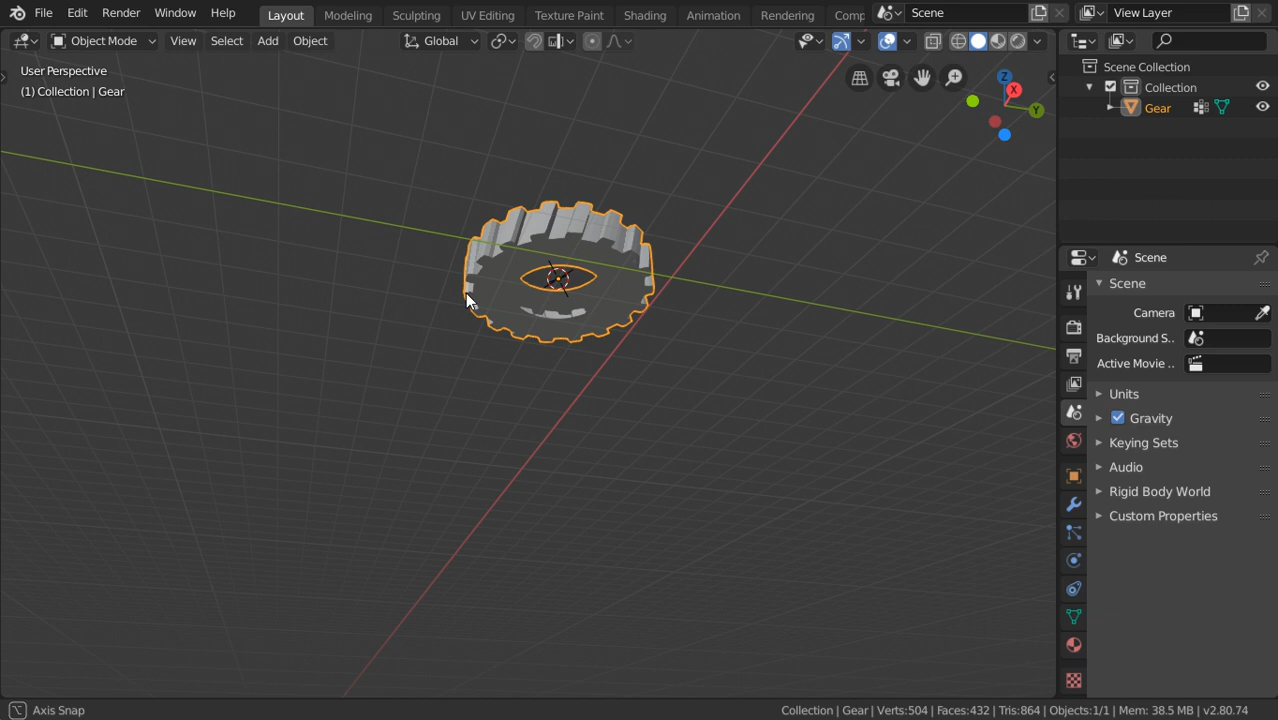 File Edit Render Window Help Layout Modeling Sculpting UV Editing Texture Paint Shading Animation Rendering Comp Scene View Layer
Object Mode View Select Add Object Global
User Perspective
(1) Collection | Gear
Z
X
Y
Scene Collection
Collection
Gear
Scene
Scene
Camera
Background S..
Active Movie ..
Units
Gravity
Keying Sets
Audio
Rigid Body World
Custom Properties
Axis Snap Collection | Gear | Verts:504 | Faces:432 | Tris:864 | Objects:1/1 | Mem: 38.5 MB | v2.80.74